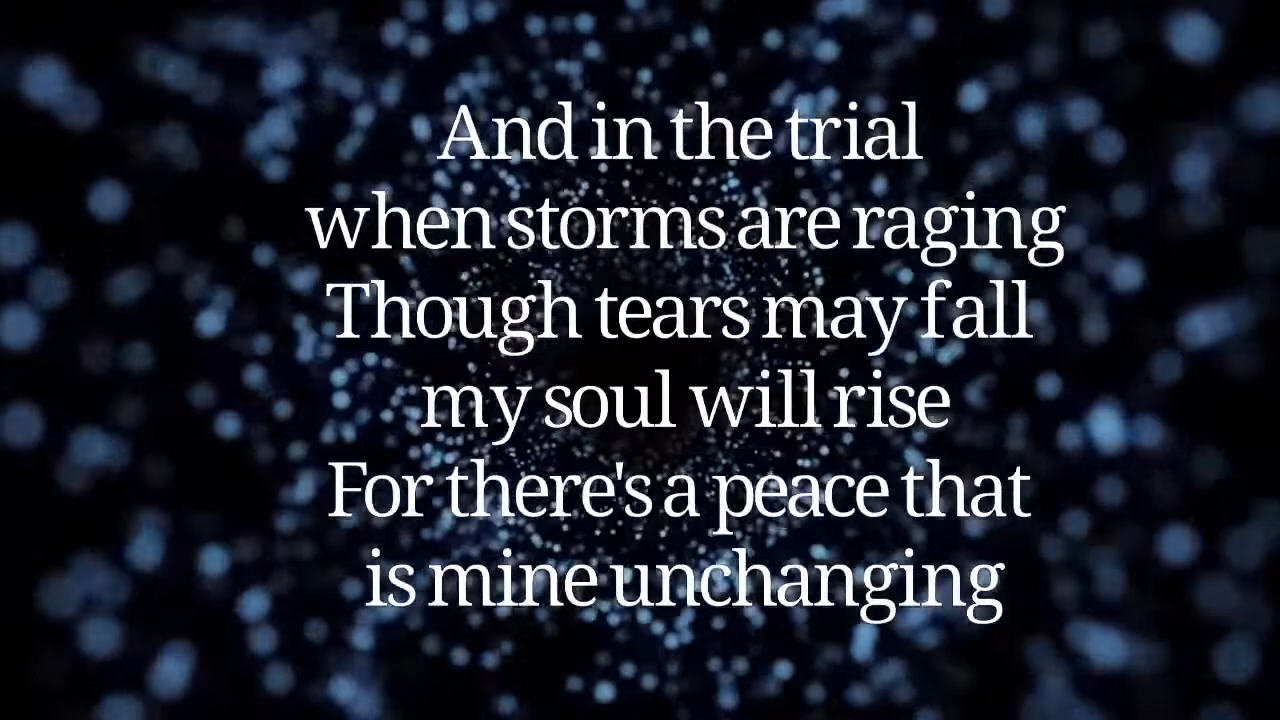 And in the trial
when storms are raging
Though tears may fall
my soul will rise
For there's a peace that
is mine unchanging